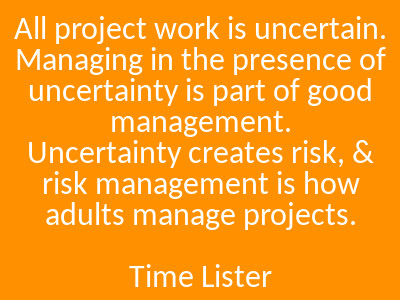 All project work is uncertain.
Managing in the presence of
uncertainty is part of good
management.
Uncertainty creates risk, &
risk management is how
adults manage projects.
Time Lister